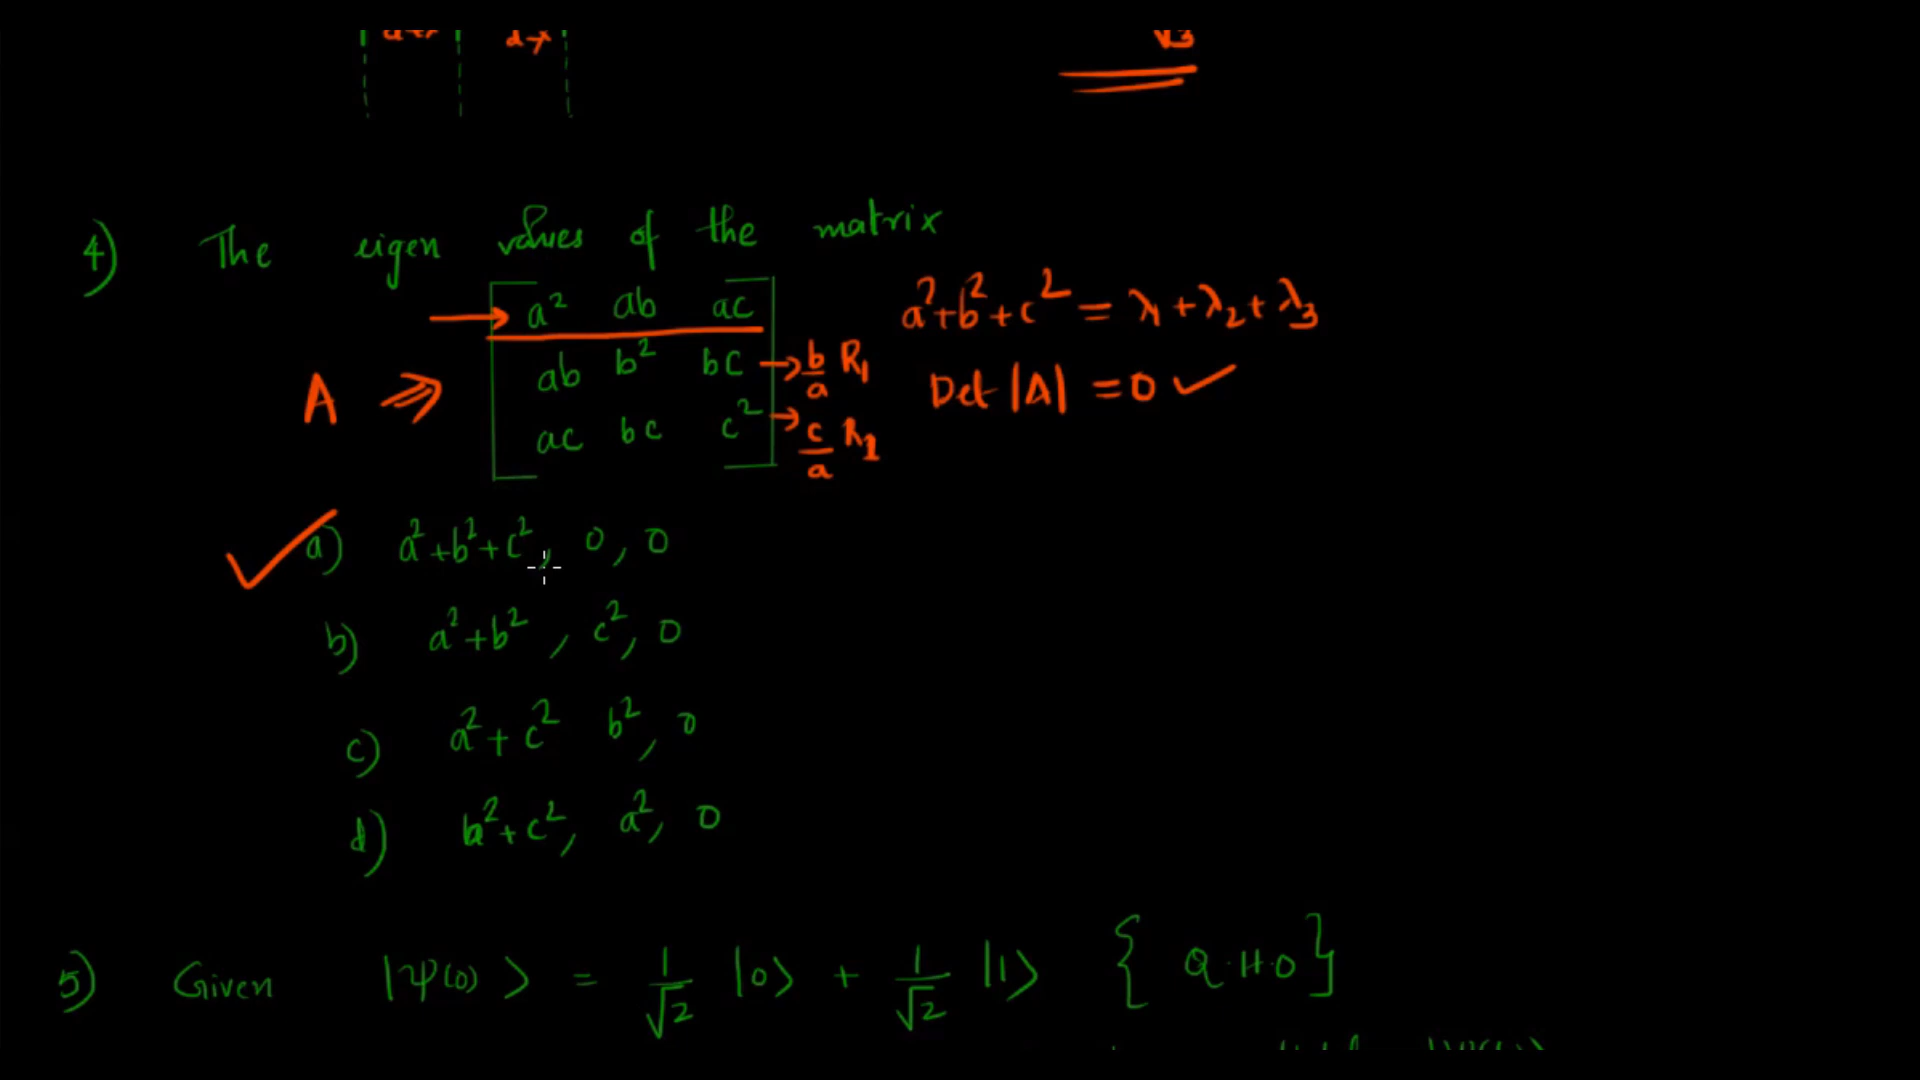 √3
4) The eigen values of the matrix
a² ab ac
a²+b²+c² = λ1+λ2+λ3
ab b² bc → b/a R1
Det |A| = 0 ✓
A ⇒
ac bc c² → c/a R1
✓ a) a²+b²+c², 0, 0
b) a²+b², c², 0
c) a²+c² b², 0
d) b²+c², a², 0
5) Given |ψ(0)⟩ = 1/√2 |0⟩ + 1/√2 |1⟩ { Q.H.O }